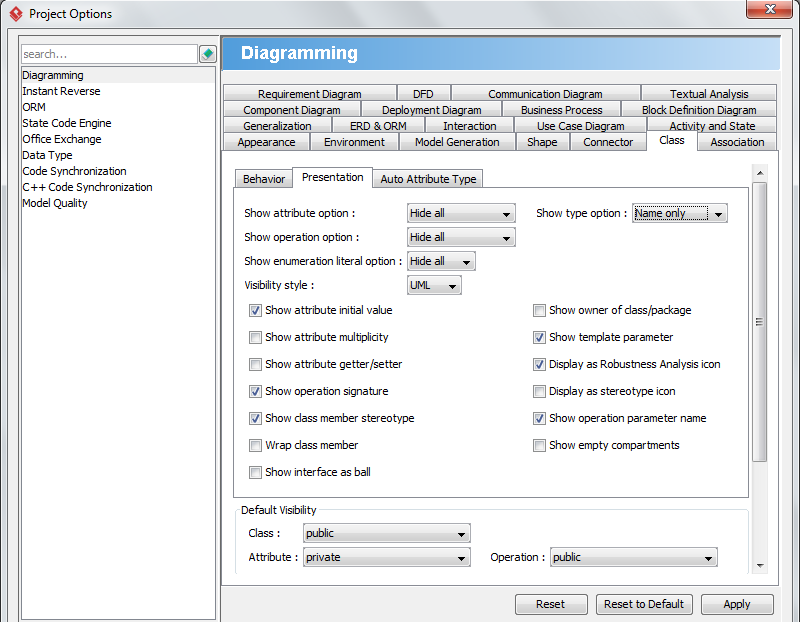 Project Options
search...
Diagramming
Instant Reverse
ORM
State Code Engine
Office Exchange
Data Type
Code Synchronization
C++ Code Synchronization
Model Quality
Diagramming
Requirement Diagram DFD Communication Diagram Textual Analysis
Component Diagram Deployment Diagram Business Process Block Definition Diagram
Generalization ERD & ORM Interaction Use Case Diagram Activity and State
Appearance Environment Model Generation Shape Connector Class Association
Behavior Presentation Auto Attribute Type
Show attribute option : Hide all Show type option : Name only
Show operation option : Hide all
Show enumeration literal option : Hide all
Visibility style : UML
Show attribute initial value Show owner of class/package
Show attribute multiplicity Show template parameter
Show attribute getter/setter Display as Robustness Analysis icon
Show operation signature Display as stereotype icon
Show class member stereotype Show operation parameter name
Wrap class member Show empty compartments
Show interface as ball
Default Visibility
Class : public
Attribute : private Operation : public
Reset Reset to Default Apply